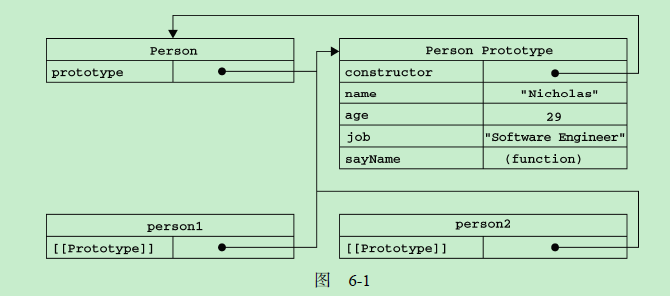 Person
prototype
Person Prototype
constructor
name "Nicholas"
age 29
job "Software Engineer"
sayName (function)
person1
[[Prototype]]
person2
[[Prototype]]
图 6-1